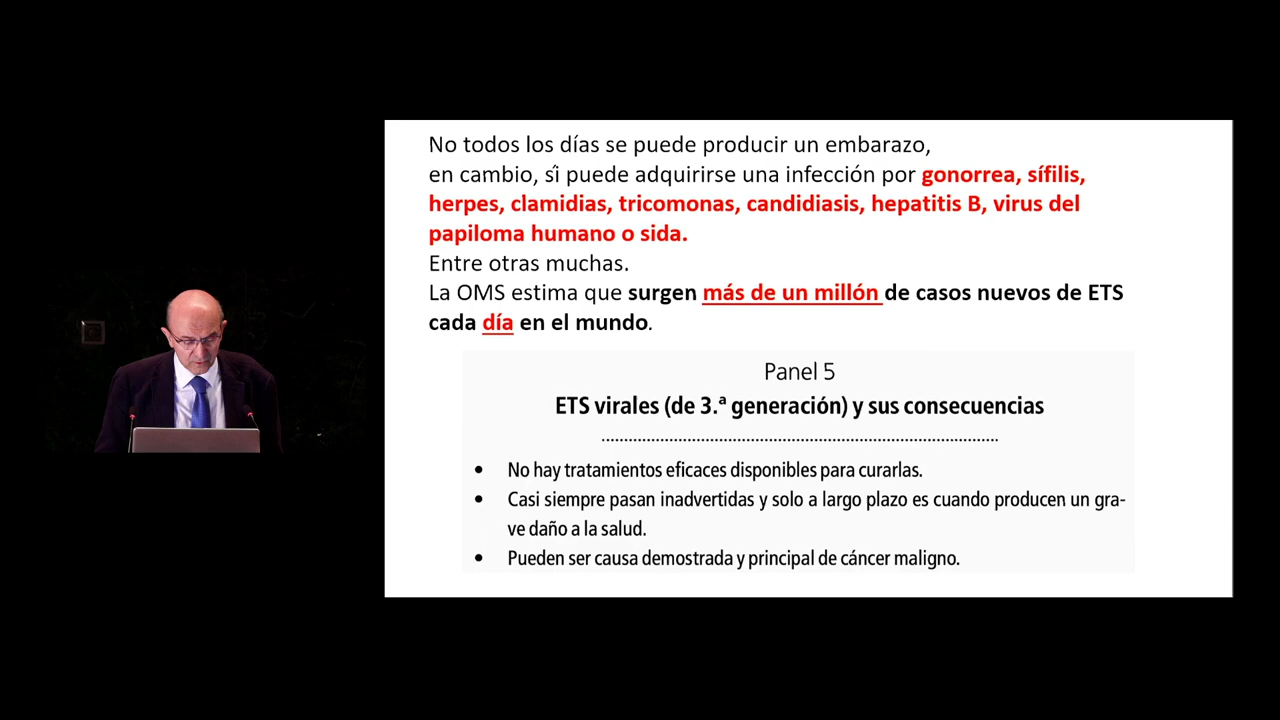 No todos los días se puede producir un embarazo,
en cambio, sí puede adquirirse una infección por gonorrea, sífilis,
herpes, clamidias, tricomonas, candidiasis, hepatitis B, virus del
papiloma humano o sida.
Entre otras muchas.
La OMS estima que surgen más de un millón de casos nuevos de ETS
cada día en el mundo.
Panel 5
ETS virales (de 3.ª generación) y sus consecuencias
• No hay tratamientos eficaces disponibles para curarlas.
• Casi siempre pasan inadvertidas y solo a largo plazo es cuando producen un gra-
ve daño a la salud.
• Pueden ser causa demostrada y principal de cáncer maligno.